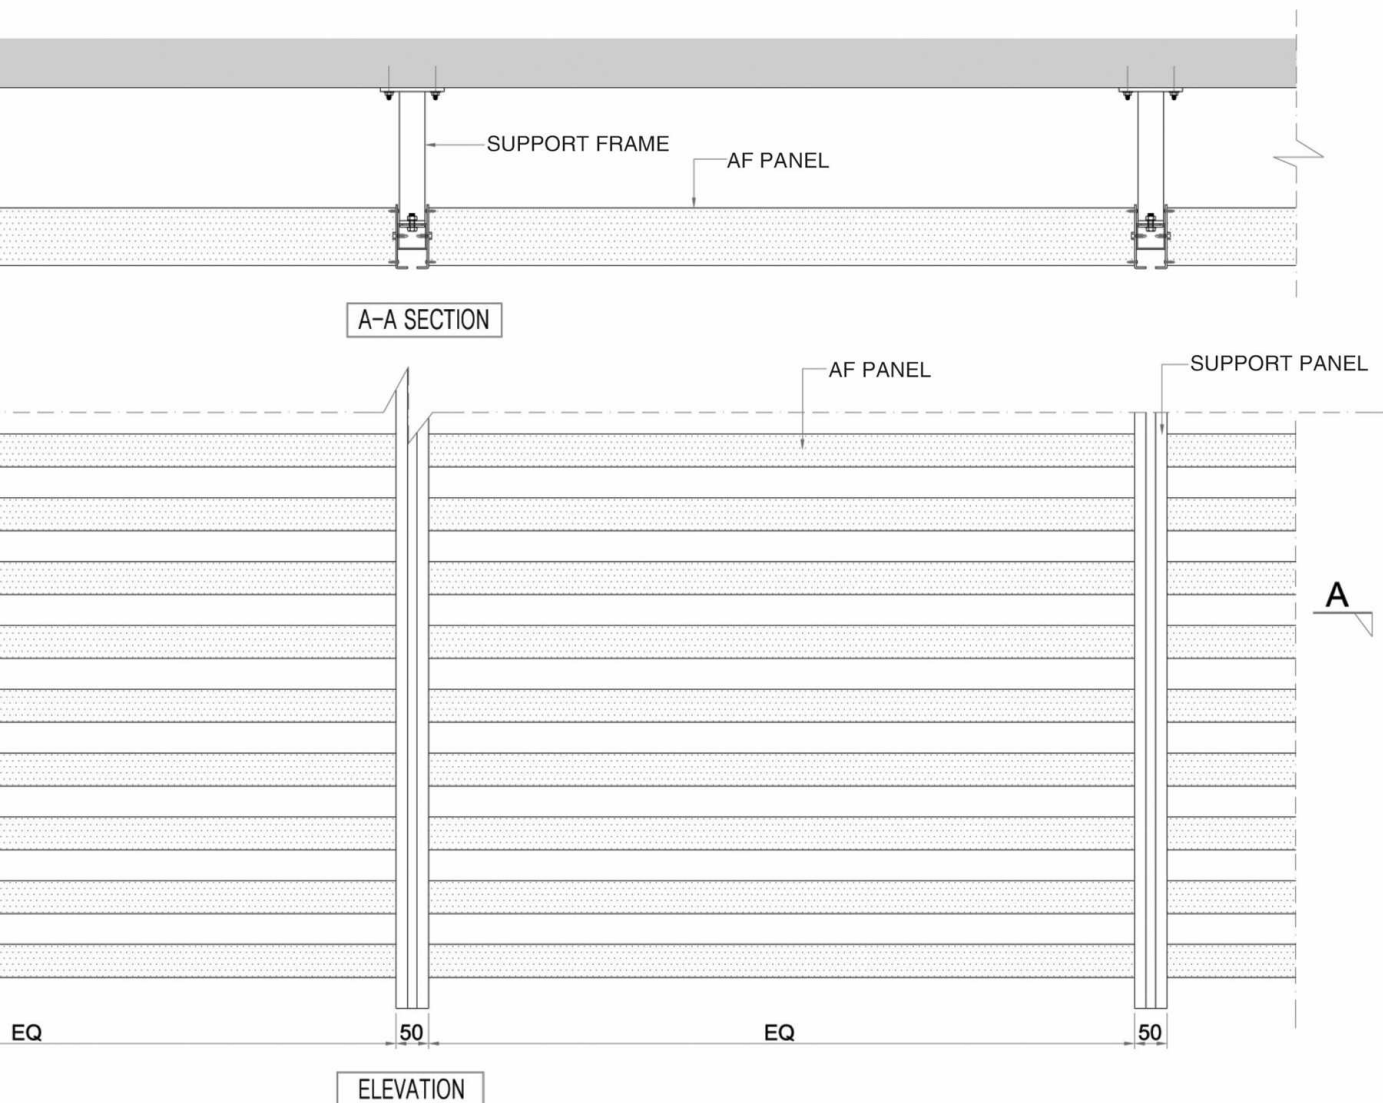 SUPPORT FRAME
AF PANEL
A-A SECTION
AF PANEL
SUPPORT PANEL
A
EQ
50
EQ
50
ELEVATION